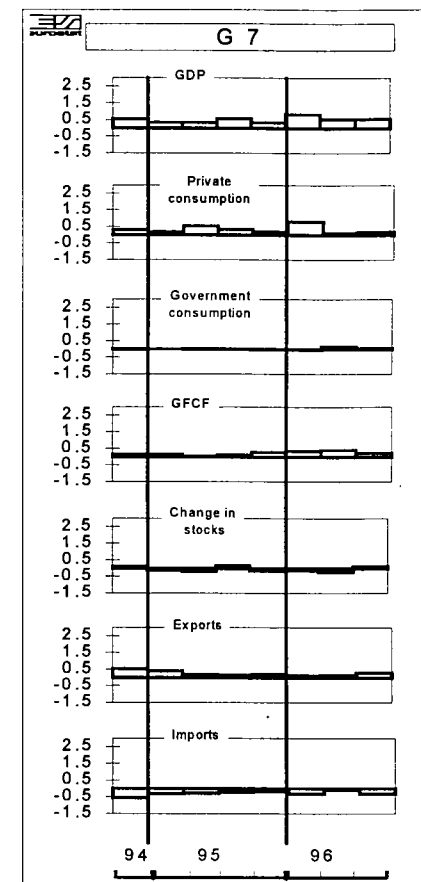 eurostat
G 7
GDP
2.5
1.5
0.5
-0.5
-1.5
Private
consumption
2.5
1.5
0.5
-0.5
-1.5
Government
consumption
2.5
1.5
0.5
-0.5
-1.5
GFCF
2.5
1.5
0.5
-0.5
-1.5
Change in
stocks
2.5
1.5
0.5
-0.5
-1.5
Exports
2.5
1.5
0.5
-0.5
-1.5
Imports
2.5
1.5
0.5
-0.5
-1.5
94 95 96